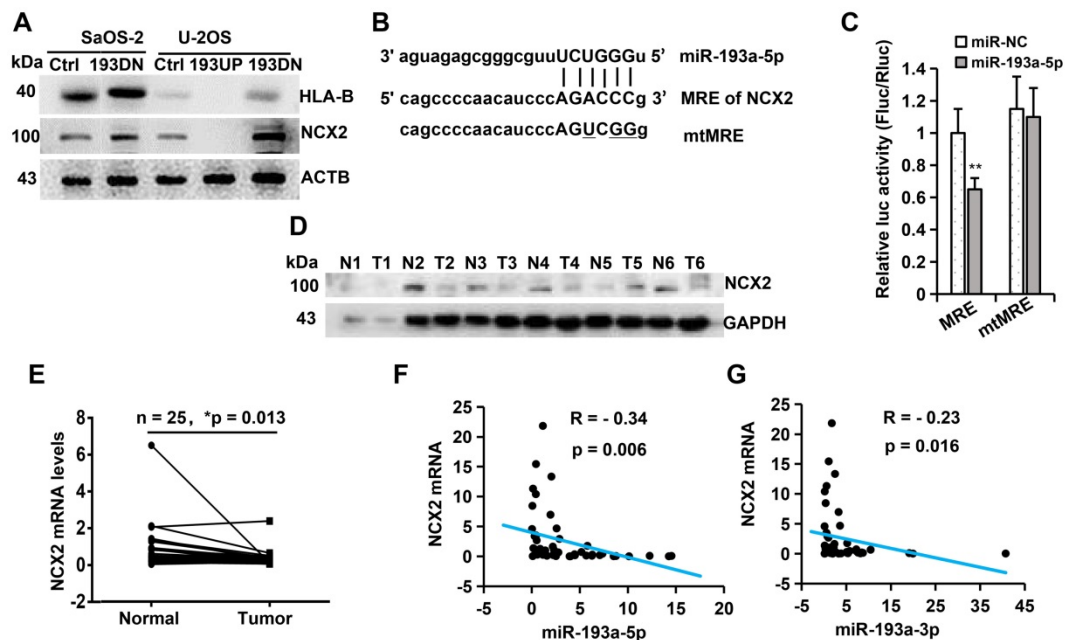 A
SaOS-2 U-2OS
kDa Ctrl 193DN Ctrl 193UP 193DN
40 HLA-B
100 NCX2
43 ACTB
B
3' aguagagcgggcguuUCUGGGu 5' miR-193a-5p
5' cagccccaacaucccAGACCCg 3' MRE of NCX2
cagccccaacaucccAGUCGGg mtMRE
C
miR-NC
miR-193a-5p
Relative luc activity (Fluc/Rluc)
1.4
1.2
1
0.8
0.6
0.4
0.2
0
**
MRE mtMRE
D
kDa N1 T1 N2 T2 N3 T3 N4 T4 N5 T5 N6 T6
100 NCX2
43 GAPDH
E
n = 25, *p = 0.013
NCX2 mRNA levels
8
6
4
2
0
-2
Normal Tumor
F
R = - 0.34
p = 0.006
NCX2 mRNA
25
20
15
10
5
0
-5
-5 0 5 10 15 20
miR-193a-5p
G
R = - 0.23
p = 0.016
NCX2 mRNA
25
20
15
10
5
0
-5
-5 5 15 25 35 45
miR-193a-3p